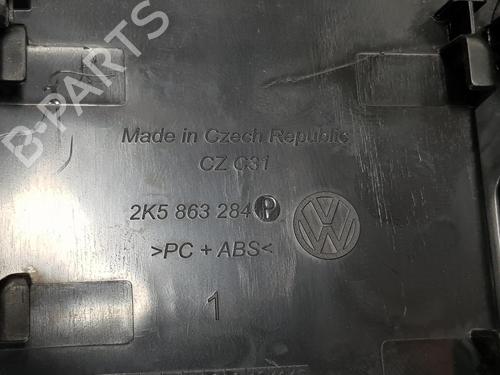 B-PARTS
Made in Czech Republic
CZ C31
2K5 863 284 P
>PC + ABS<
1